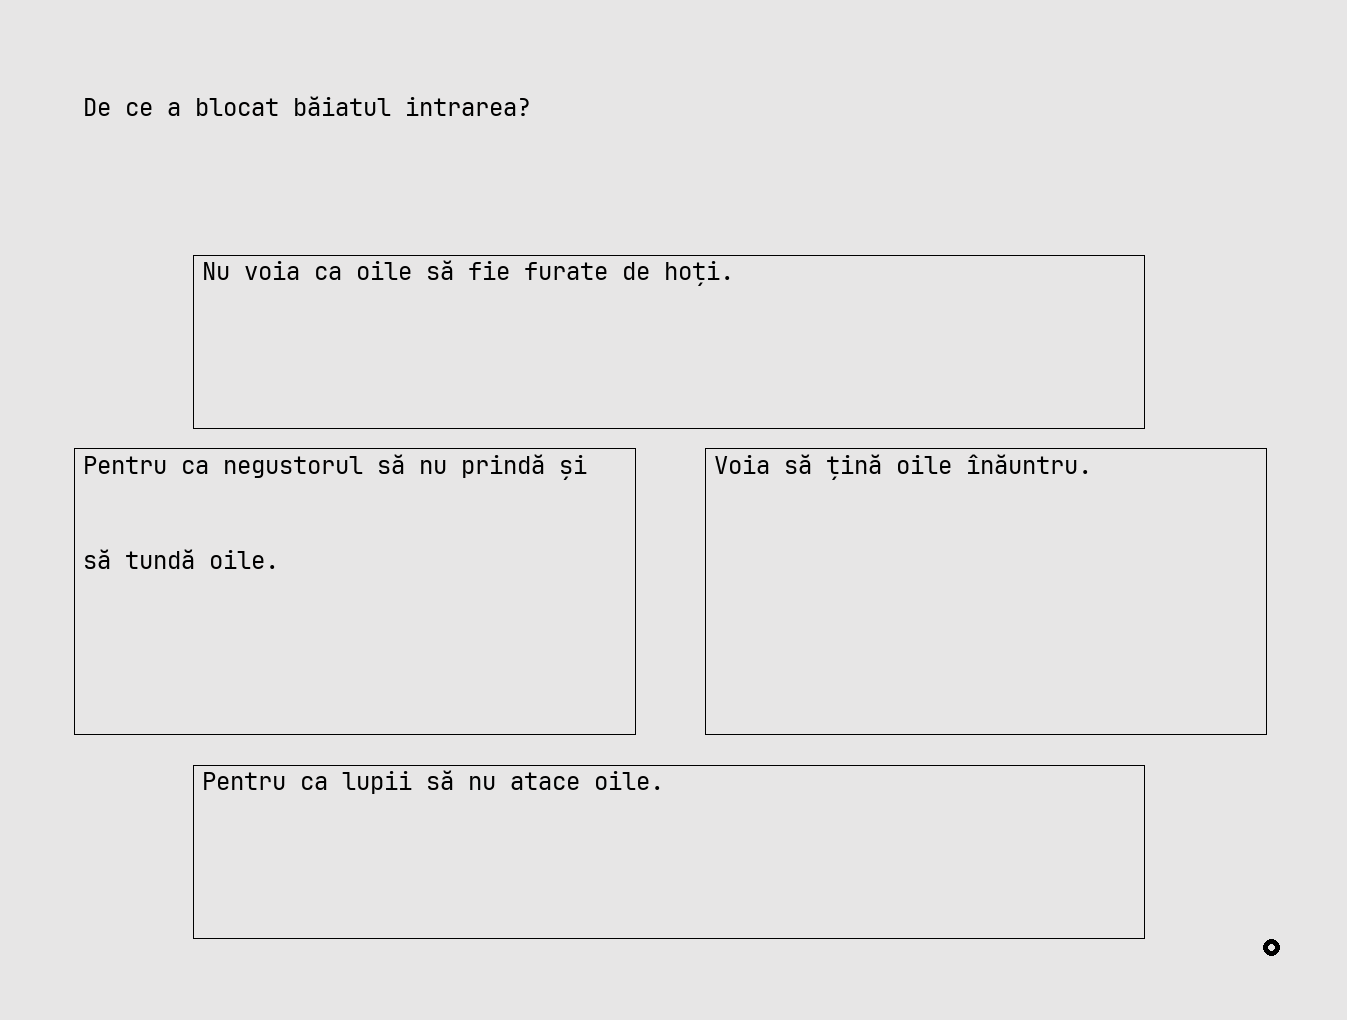 De ce a blocat băiatul intrarea?
Nu voia ca oile să fie furate de hoți.
Pentru ca negustorul să nu prindă și
să tundă oile.
Voia să țină oile înăuntru.
Pentru ca lupii să nu atace oile.